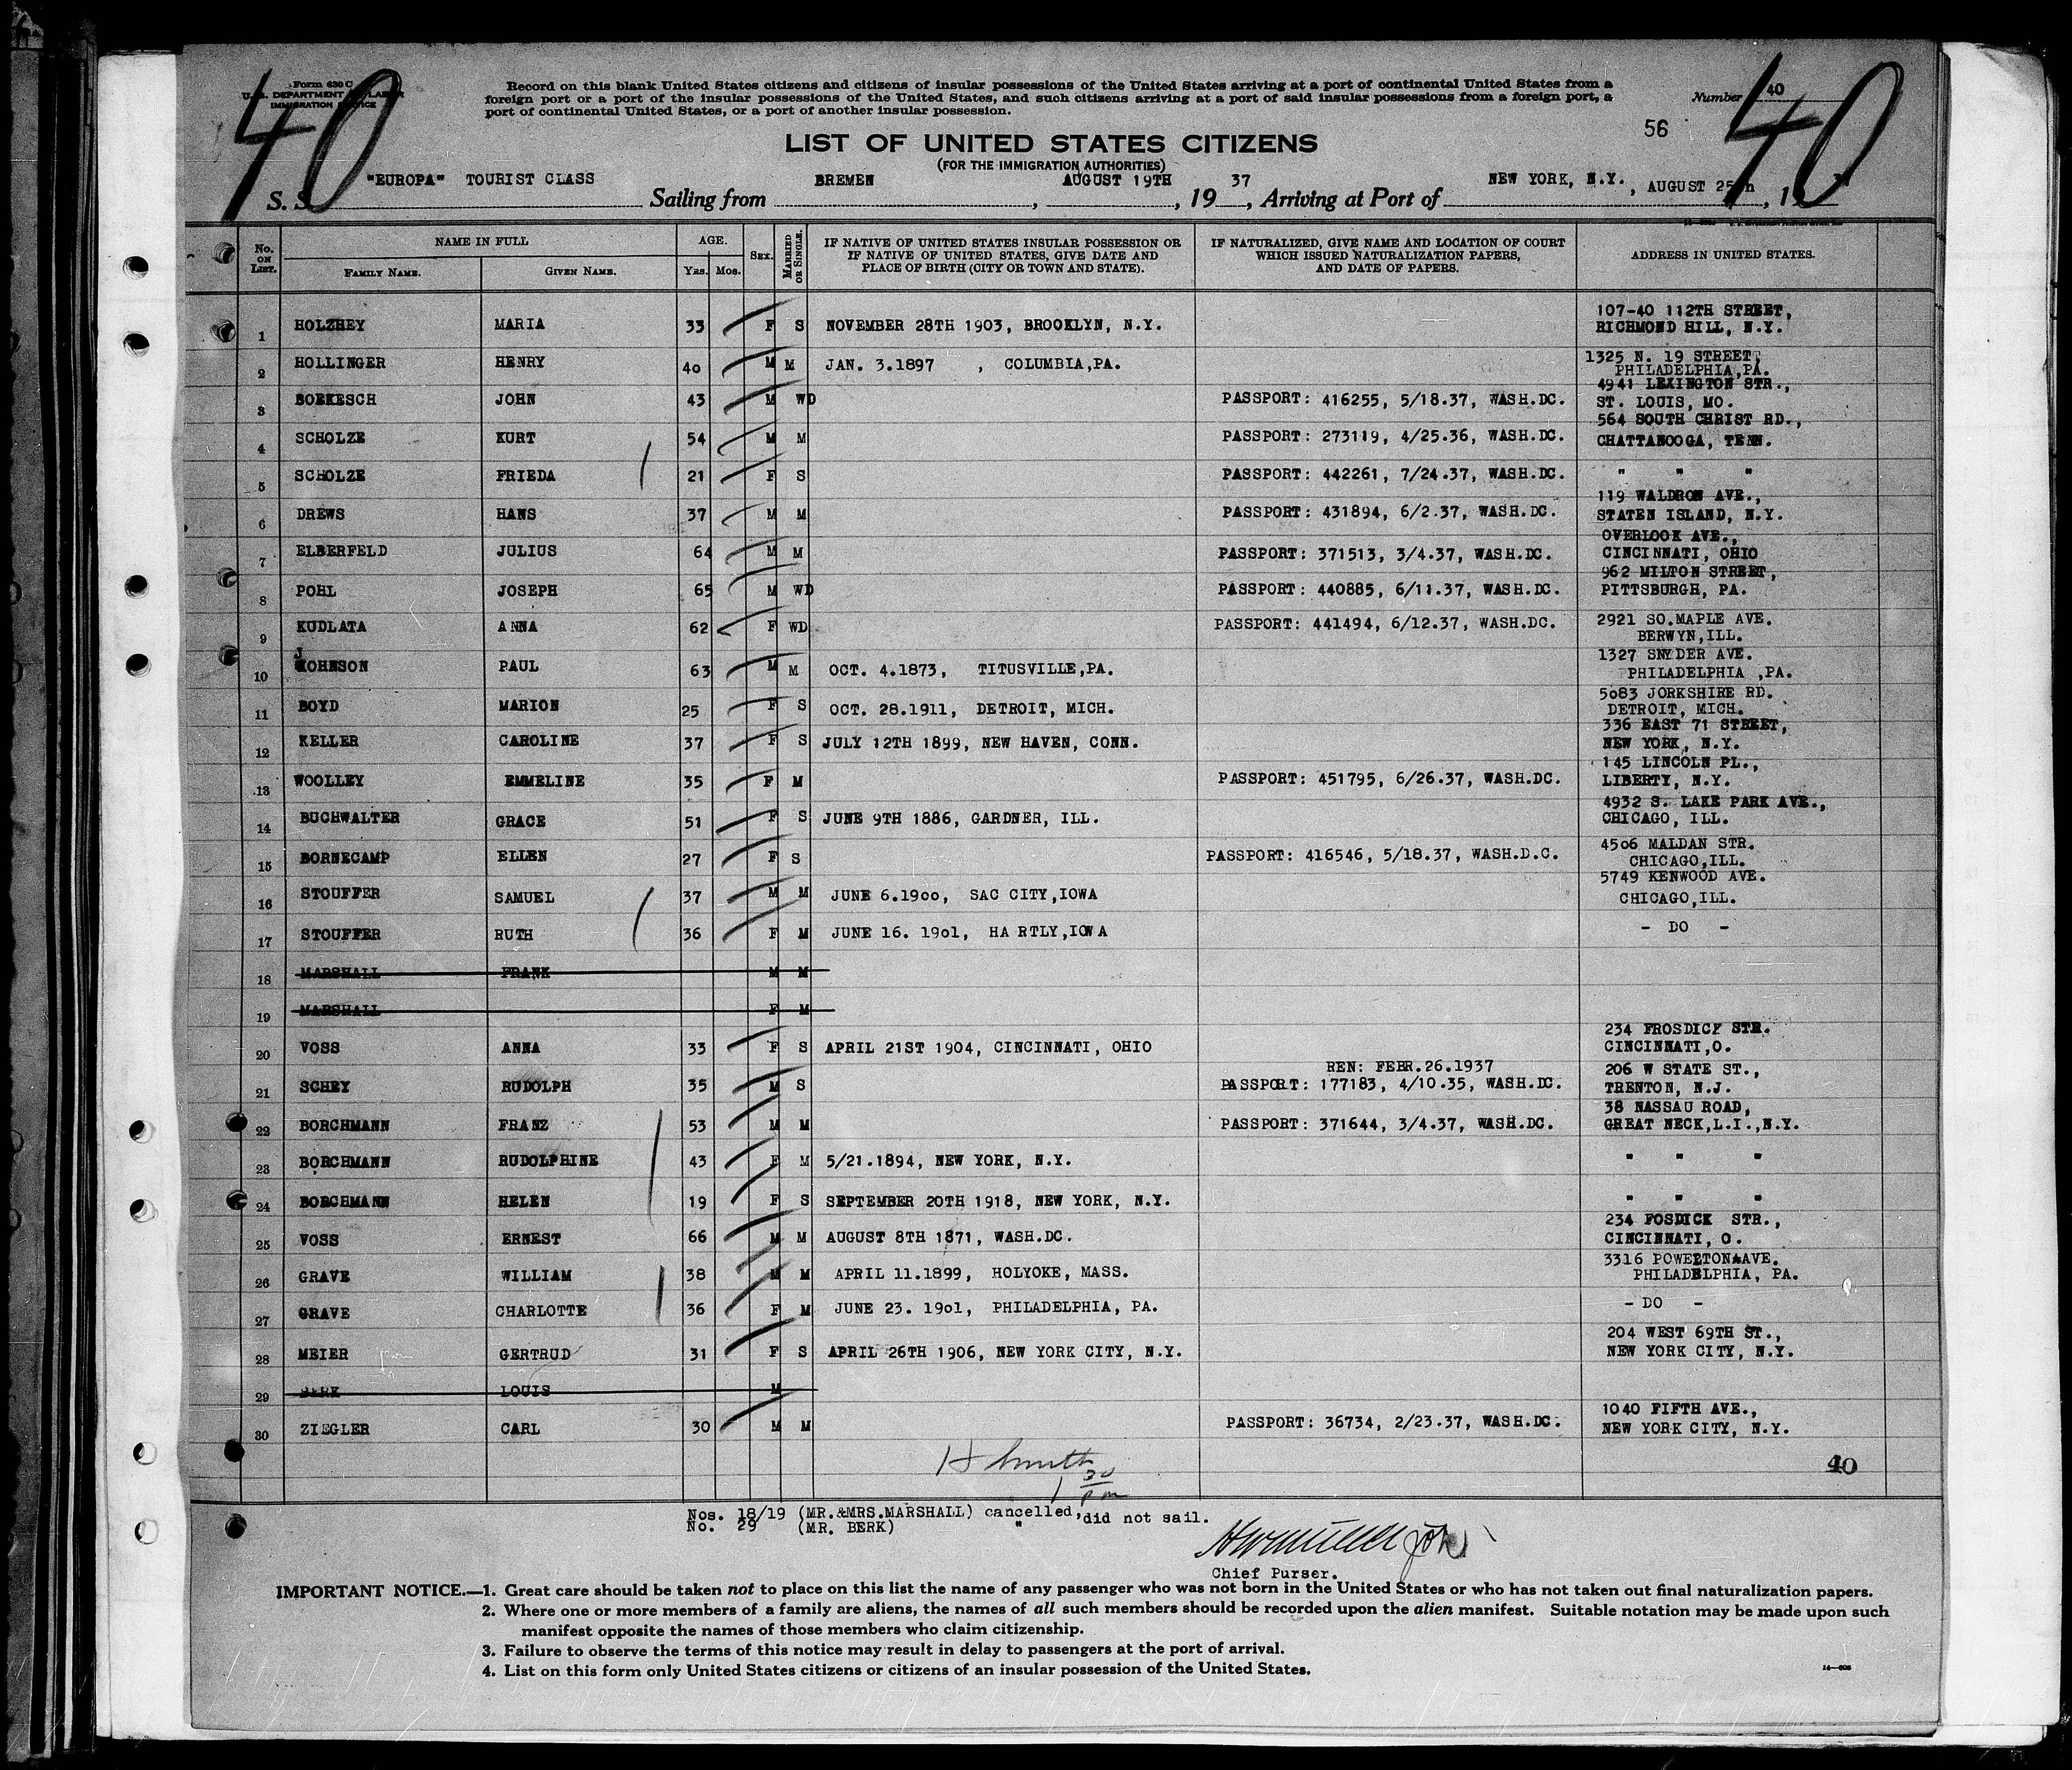 Form 630 C
U. S. DEPARTMENT OF LABOR
IMMIGRATION SERVICE
40
Record on this blank United States citizens and citizens of insular possessions of the United States arriving at a port of continental United States from a
foreign port or a port of the insular possessions of the United States, and such citizens arriving at a port of said insular possessions from a foreign port, a
port of continental United States, or a port of another insular possession.
Number 40
56
40
LIST OF UNITED STATES CITIZENS
(FOR THE IMMIGRATION AUTHORITIES)
S. S. "EUROPA" TOURIST CLASS Sailing from BREMEN, AUGUST 19TH, 1937, Arriving at Port of NEW YORK, N.Y., AUGUST 25th, 19
No. ON LIST. NAME IN FULL AGE. SEX. MARRIED OR SINGLE. IF NATIVE OF UNITED STATES INSULAR POSSESSION OR IF NATIVE OF UNITED STATES, GIVE DATE AND PLACE OF BIRTH (CITY OR TOWN AND STATE). IF NATURALIZED, GIVE NAME AND LOCATION OF COURT WHICH ISSUED NATURALIZATION PAPERS, AND DATE OF PAPERS. ADDRESS IN UNITED STATES.
FAMILY NAME. GIVEN NAME. YRS. MOS.
1 HOLZHEY MARIA 33 F S NOVEMBER 28TH 1903, BROOKLYN, N.Y. 107-40 112TH STREET, RICHMOND HILL, N.Y.
2 HOLLINGER HENRY 40 M M JAN. 3.1897 , COLUMBIA,PA. 1325 N. 19 STREET, PHILADELPHIA,PA.
3 BOEKESCH JOHN 43 M WD PASSPORT: 416255, 5/18.37, WASH.DC. 4941 LEXINGTON STR., ST. LOUIS, MO.
4 SCHOLZE KURT 54 M M PASSPORT: 273119, 4/25.36, WASH.DC. 564 SOUTH CHRIST RD., CHATTANOOGA, TENN.
5 SCHOLZE FRIEDA 21 F S PASSPORT: 442261, 7/24.37, WASH.DC. " " "
6 DREWS HANS 37 M M PASSPORT: 431894, 6/2.37, WASH.DC. 119 WALDRON AVE., STATEN ISLAND, N.Y.
7 ELBERFELD JULIUS 64 M M PASSPORT: 371513, 3/4.37, WASH.DC. OVERLOOK AVE., CINCINNATI, OHIO
8 POHL JOSEPH 65 M WD PASSPORT: 440885, 6/11.37, WASH.DC. 962 MILTON STREET, PITTSBURGH, PA.
9 KUDLATA ANNA 62 F WD PASSPORT: 441494, 6/12.37, WASH.DC. 2921 SO.MAPLE AVE. BERWYN,ILL.
10 JOHNSON PAUL 63 M M OCT. 4.1873, TITUSVILLE,PA. 1327 SNYDER AVE. PHILADELPHIA ,PA.
11 BOYD MARION 25 F S OCT. 28.1911, DETROIT, MICH. 5083 JORKSHIRE RD. DETROIT, MICH.
12 KELLER CAROLINE 37 F S JULY 12TH 1899, NEW HAVEN, CONN. 336 EAST 71 STREET, NEW YORK, N.Y.
13 WOOLLEY EMMELINE 35 F M PASSPORT: 451795, 6/26.37, WASH.DC. 145 LINCOLN PL., LIBERTY, N.Y.
14 BUCHWALTER GRACE 51 F S JUNE 9TH 1886, GARDNER, ILL. 4932 S. LAKE PARK AVE., CHICAGO, ILL.
15 BORNECAMP ELLEN 27 F S PASSPORT: 416546, 5/18.37, WASH.D.C. 4506 MALDAN STR. CHICAGO,ILL.
16 STOUFFER SAMUEL 37 M M JUNE 6.1900, SAC CITY,IOWA 5749 KENWOOD AVE. CHICAGO,ILL.
17 STOUFFER RUTH 36 F M JUNE 16. 1901, HARTLY,IOWA - DO -
18 MARSHALL FRANK M M
19 MARSHALL F M
20 VOSS ANNA 33 F S APRIL 21ST 1904, CINCINNATI, OHIO 234 FROSDICK STR. CINCINNATI,O.
21 SCHEY RUDOLPH 35 M S REN: FEBR.26.1937 PASSPORT: 177183, 4/10.35, WASH.DC. 206 W STATE ST., TRENTON, N.J.
22 BORCHMANN FRANZ 53 M M PASSPORT: 371644, 3/4.37, WASH.DC. 38 NASSAU ROAD, GREAT NECK,L.I.,N.Y.
23 BORCHMANN RUDOLPHINE 43 F M 5/21.1894, NEW YORK, N.Y. " " "
24 BORCHMANN HELEN 19 F S SEPTEMBER 20TH 1918, NEW YORK, N.Y. " " "
25 VOSS ERNEST 66 M M AUGUST 8TH 1871, WASH.DC. 234 FOSDICK STR., CINCINNATI, O.
26 GRAVE WILLIAM 38 M M APRIL 11.1899, HOLYOKE, MASS. 3316 POWELTON AVE. PHILADELPHIA, PA.
27 GRAVE CHARLOTTE 36 F M JUNE 23. 1901, PHILADELPHIA, PA. - DO -
28 MEIER GERTRUD 31 F S APRIL 26TH 1906, NEW YORK CITY, N.Y. 204 WEST 69TH ST., NEW YORK CITY, N.Y.
29 BERK LOUIS M
30 ZIEGLER CARL 30 M M PASSPORT: 36734, 2/23.37, WASH.DC. 1040 FIFTH AVE., NEW YORK CITY, N.Y.
H Smith
1 30 pm
40
Nos. 18/19 (MR.&MRS.MARSHALL) cancelled, did not sail.
No. 29 (MR. BERK) "
Chief Purser.
IMPORTANT NOTICE.—1. Great care should be taken not to place on this list the name of any passenger who was not born in the United States or who has not taken out final naturalization papers.
2. Where one or more members of a family are aliens, the names of all such members should be recorded upon the alien manifest. Suitable notation may be made upon such
manifest opposite the names of those members who claim citizenship.
3. Failure to observe the terms of this notice may result in delay to passengers at the port of arrival.
4. List on this form only United States citizens or citizens of an insular possession of the United States.